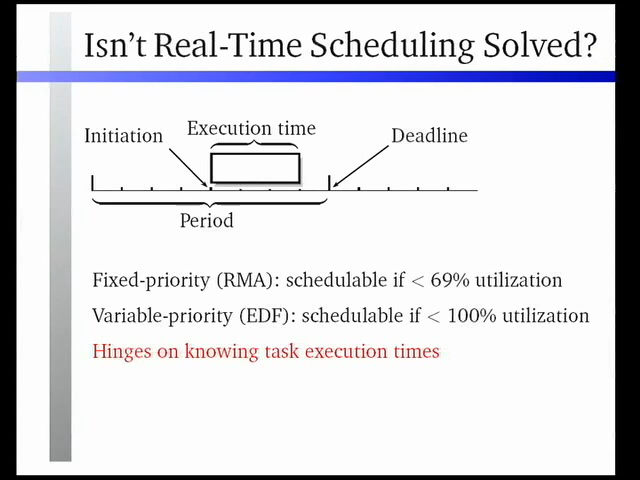 Isn't Real-Time Scheduling Solved?
Execution time
Initiation
Deadline
Period
Fixed-priority (RMA): schedulable if < 69% utilization
Variable-priority (EDF): schedulable if < 100% utilization
Hinges on knowing task execution times